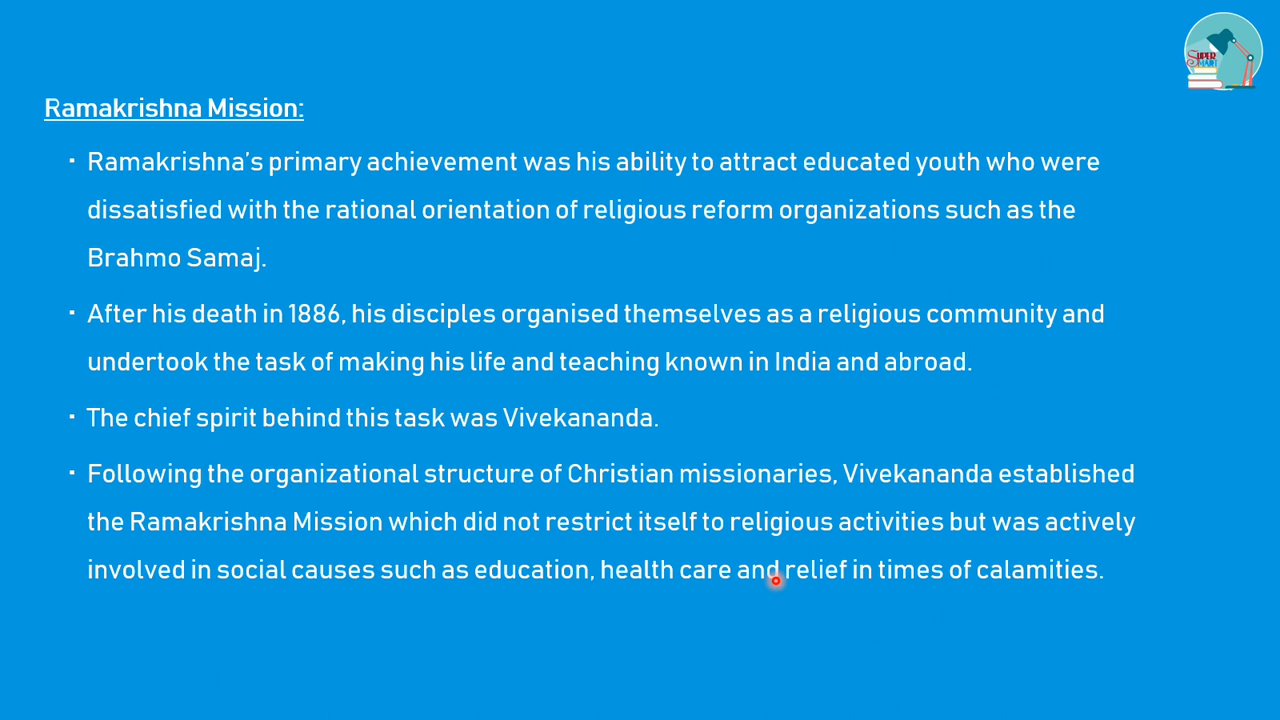 SUPER
SMART
Ramakrishna Mission:
▪ Ramakrishna’s primary achievement was his ability to attract educated youth who were
dissatisfied with the rational orientation of religious reform organizations such as the
Brahmo Samaj.
▪ After his death in 1886, his disciples organised themselves as a religious community and
undertook the task of making his life and teaching known in India and abroad.
▪ The chief spirit behind this task was Vivekananda.
▪ Following the organizational structure of Christian missionaries, Vivekananda established
the Ramakrishna Mission which did not restrict itself to religious activities but was actively
involved in social causes such as education, health care and relief in times of calamities.